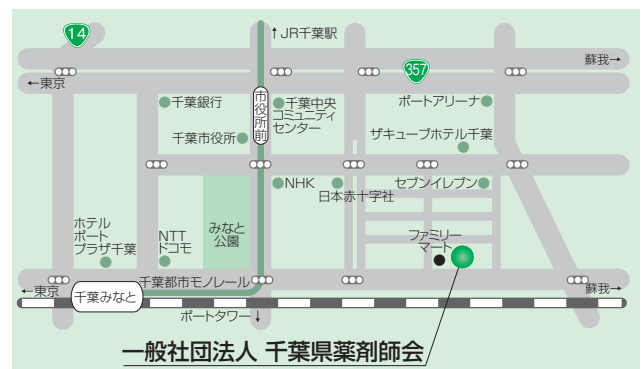 14
↑JR千葉駅
蘇我→
←東京
357
千葉銀行
市役所前
千葉中央
コミュニティ
センター
ポートアリーナ
千葉市役所
ザキューブホテル千葉
NHK
日本赤十字社
セブンイレブン
ホテル
ポート
プラザ千葉
NTT
ドコモ
みなと
公園
ファミリー
マート
←東京
千葉みなと
千葉都市モノレール
蘇我→
ポートタワー↓
一般社団法人 千葉県薬剤師会